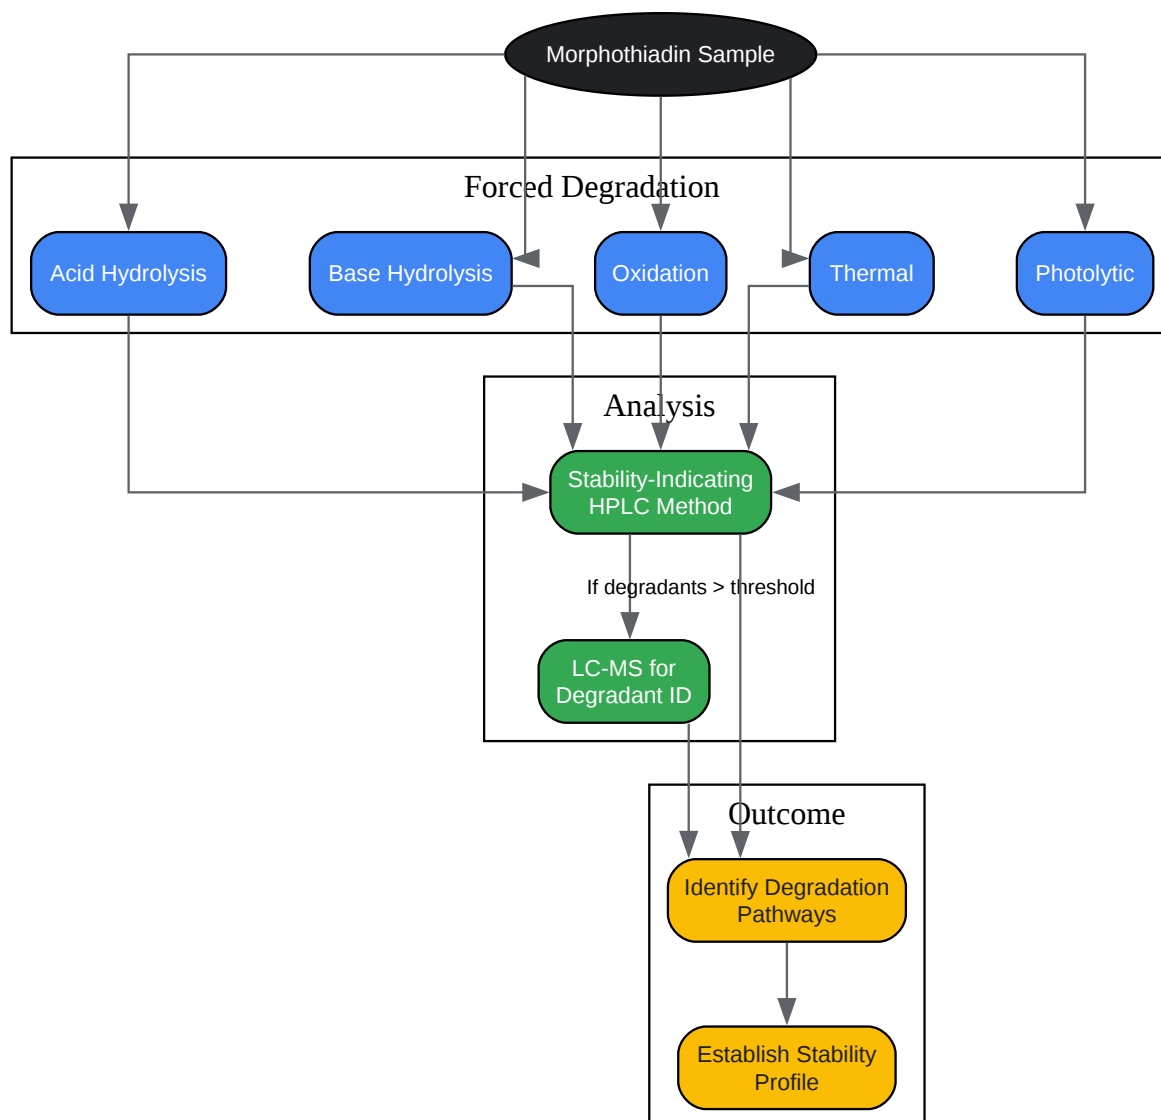 Morphothiadin Sample
Forced Degradation
Acid Hydrolysis
Base Hydrolysis
Oxidation
Thermal
Photolytic
Analysis
Stability-Indicating
HPLC Method
If degradants > threshold
LC-MS for
Degradant ID
Outcome
Identify Degradation
Pathways
Establish Stability
Profile